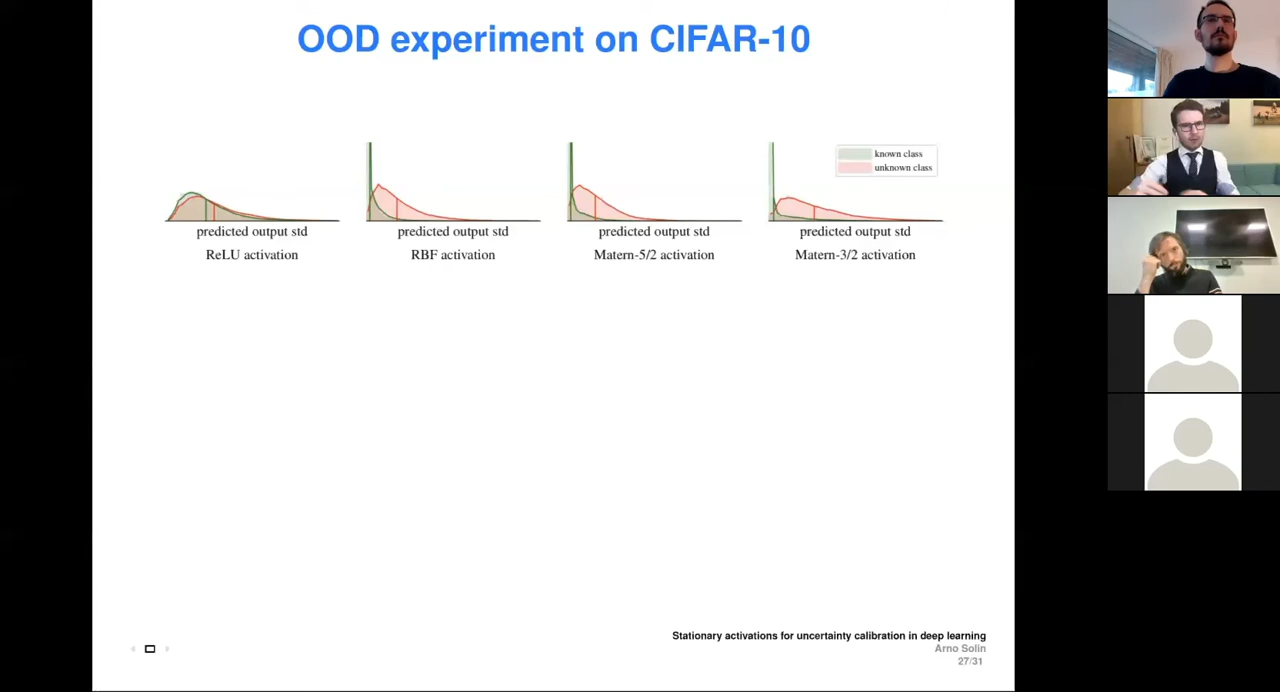 OOD experiment on CIFAR-10
known class
unknown class
predicted output std
predicted output std
predicted output std
predicted output std
ReLU activation
RBF activation
Matern-5/2 activation
Matern-3/2 activation
Stationary activations for uncertainty calibration in deep learning
Arno Solin
27/31